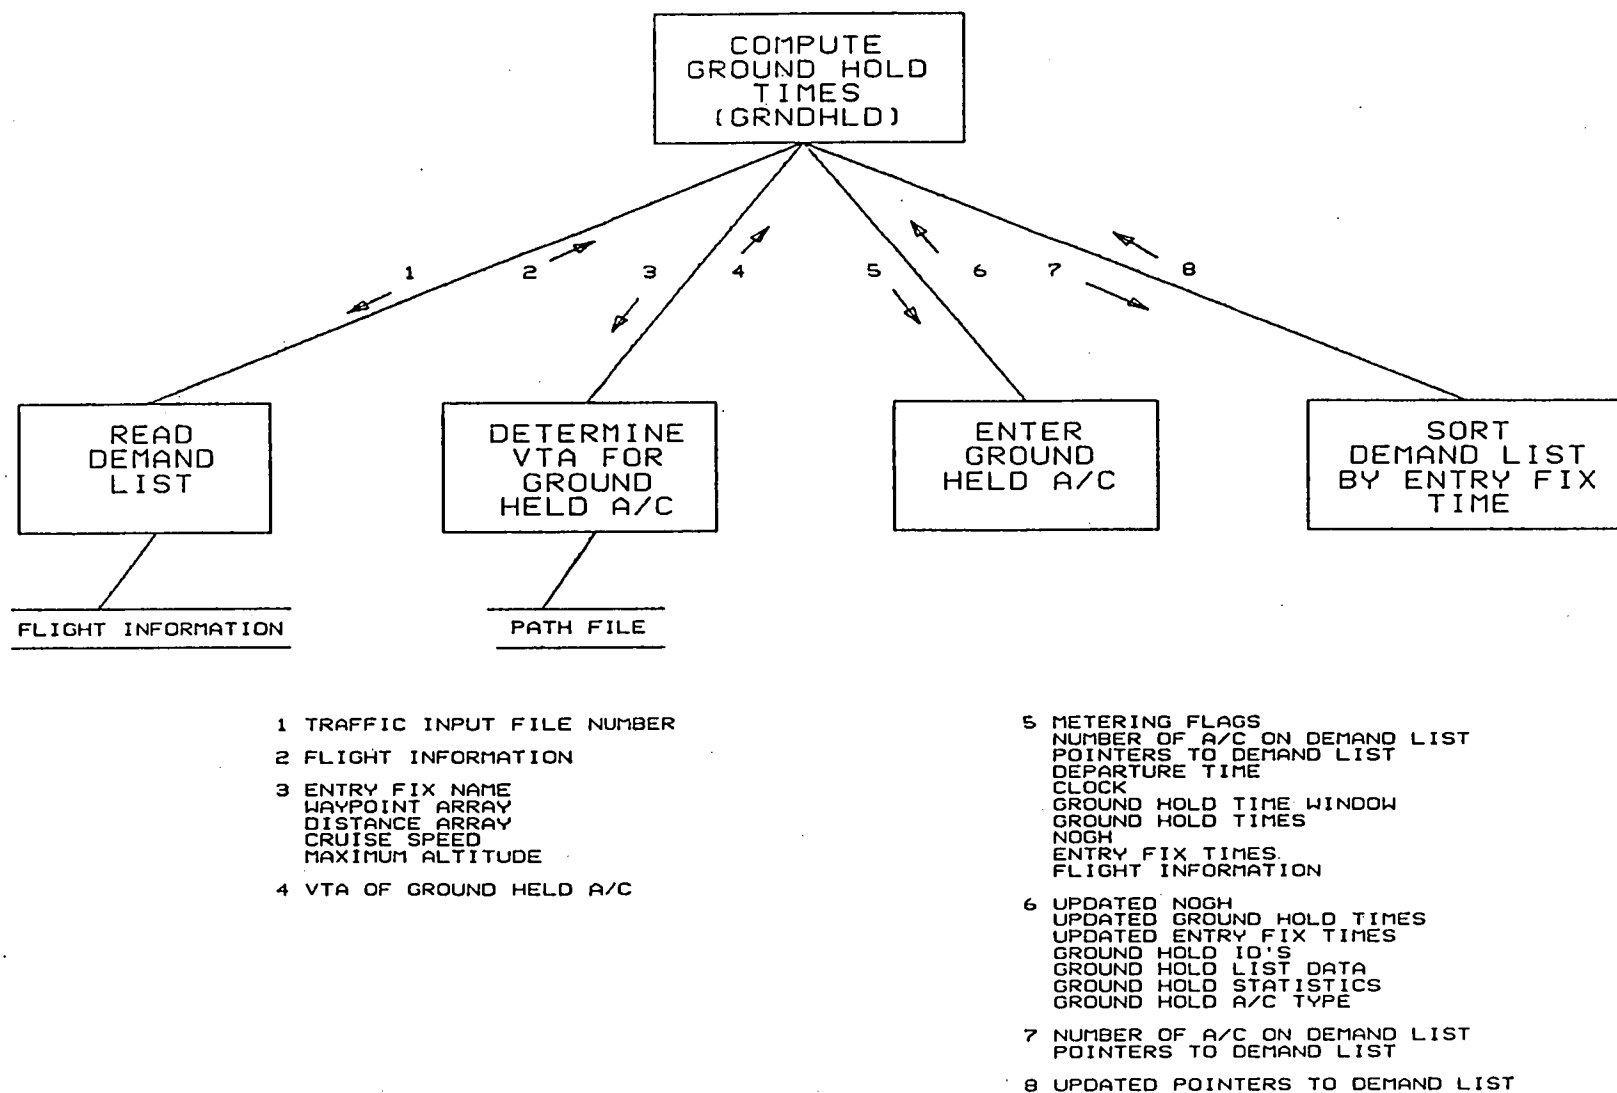 COMPUTE
GROUND HOLD
TIMES
(GRNDHLD)
1
2
3
4
5
6
7
8
READ
DEMAND
LIST
DETERMINE
VTA FOR
GROUND
HELD A/C
ENTER
GROUND
HELD A/C
SORT
DEMAND LIST
BY ENTRY FIX
TIME
FLIGHT INFORMATION
PATH FILE
1 TRAFFIC INPUT FILE NUMBER
2 FLIGHT INFORMATION
3 ENTRY FIX NAME
WAYPOINT ARRAY
DISTANCE ARRAY
CRUISE SPEED
MAXIMUM ALTITUDE
4 VTA OF GROUND HELD A/C
5 METERING FLAGS
NUMBER OF A/C ON DEMAND LIST
POINTERS TO DEMAND LIST
DEPARTURE TIME
CLOCK
GROUND HOLD TIME WINDOW
GROUND HOLD TIMES
NOGH
ENTRY FIX TIMES
FLIGHT INFORMATION
6 UPDATED NOGH
UPDATED GROUND HOLD TIMES
UPDATED ENTRY FIX TIMES
GROUND HOLD ID'S
GROUND HOLD LIST DATA
GROUND HOLD STATISTICS
GROUND HOLD A/C TYPE
7 NUMBER OF A/C ON DEMAND LIST
POINTERS TO DEMAND LIST
8 UPDATED POINTERS TO DEMAND LIST